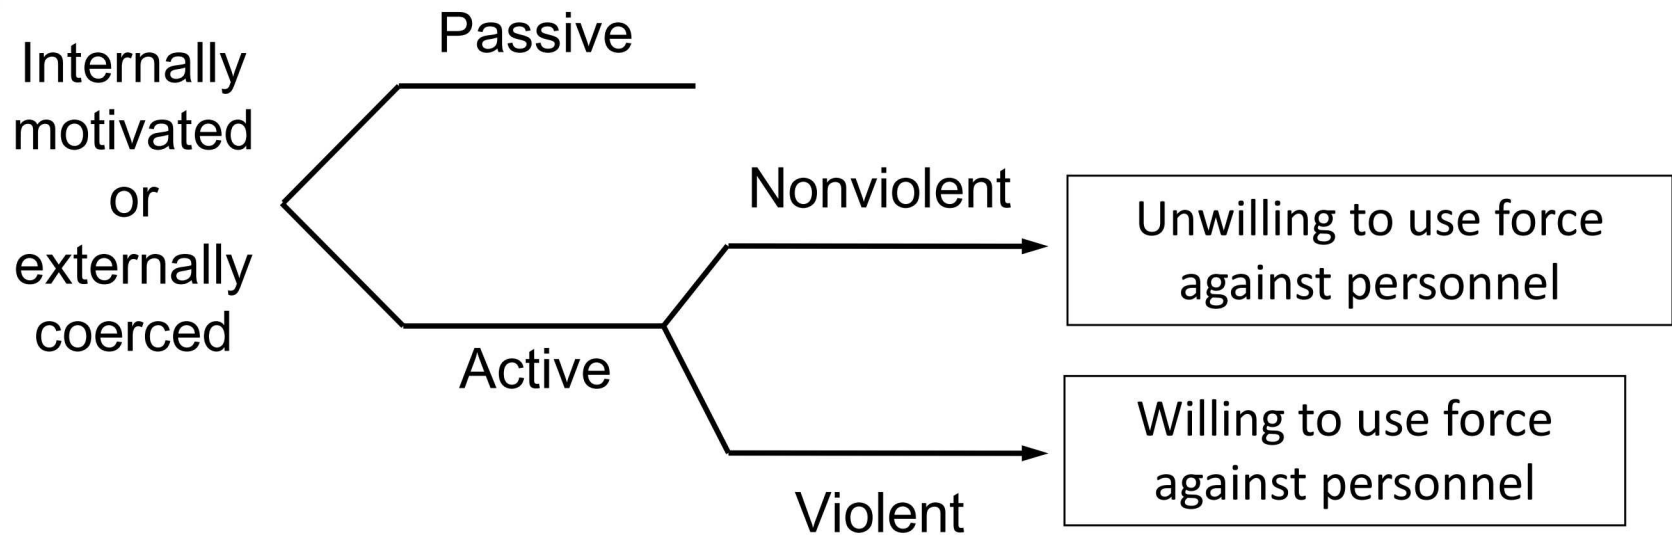 Internally
motivated
or
externally
coerced
Passive
Active
Nonviolent
Violent
Unwilling to use force
against personnel
Willing to use force
against personnel